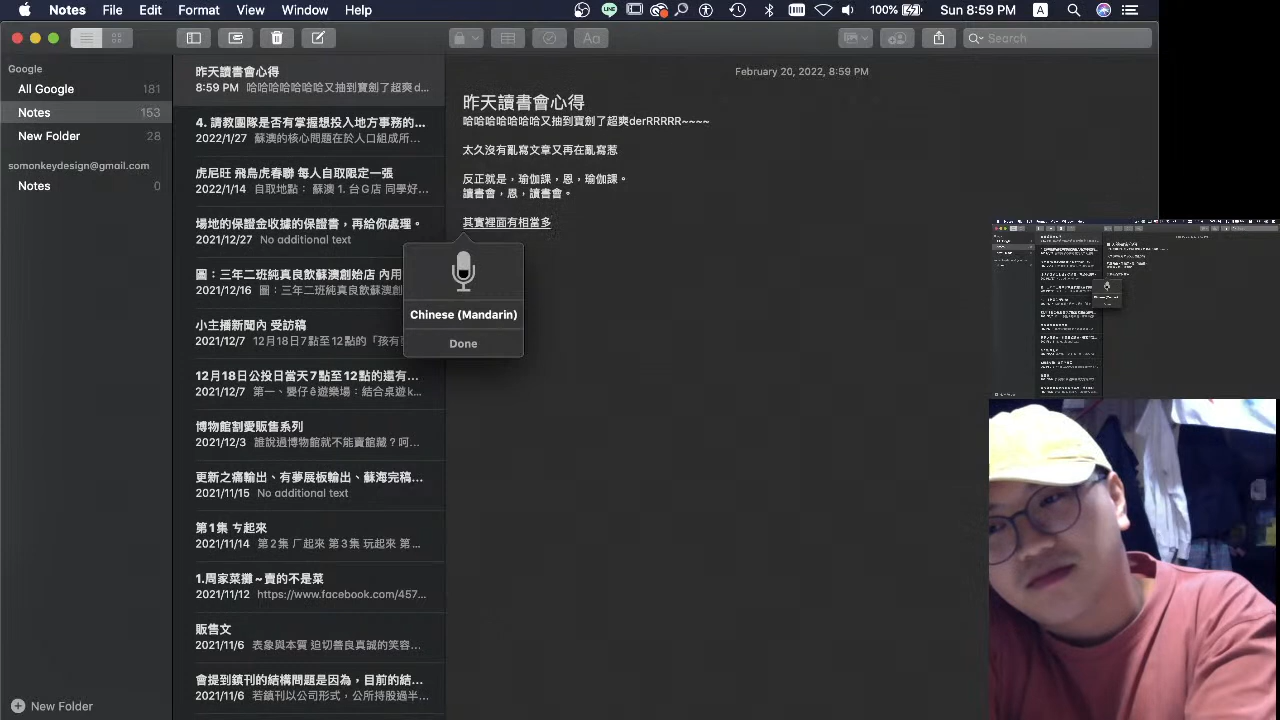 Notes File Edit Format View Window Help 100% Sun 8:59 PM A
Aa Search
Google
All Google 181
Notes 153
New Folder 28
somonkeydesign@gmail.com
Notes 0
New Folder
昨天讀書會心得
8:59 PM 哈哈哈哈哈哈又抽到寶劍了超爽d...
4. 請教團隊是否有掌握想投入地方事務的...
2022/1/27 蘇澳的核心問題在於人口組成所...
虎尼旺 飛鳥虎春聯 每人自取限定一張
2022/1/14 自取地點： 蘇澳 1. 台G店 同學好...
場地的保證金收據的保證書，再給你處理。
2021/12/27 No additional text
圖：三年二班純真飲蘇澳創始店 內用
2021/12/16 圖：三年二班純真飲蘇澳創
小主播新聞內 受訪稿
2021/12/7 12月18日7點至12點的「孩有
12月18日公投日當天7點至12點的還有...
2021/12/7 第一、嬰仔ê遊樂場：結合桌遊k...
博物館割愛販售系列
2021/12/3 誰說過博物館就不能賣館藏？呵...
更新之痛輸出、有夢展板輸出、蘇海完稿...
2021/11/15 No additional text
第1集 ㄘ起來
2021/11/14 第2集 ㄏ起來 第3集 玩起來 第...
1.周家菜攤～賣的不是菜
2021/11/12 https://www.facebook.com/457...
販售文
2021/11/6 表象與本質 迫切善良真誠的笑容...
會提到鎮刊的結構問題是因為，目前的結...
2021/11/6 若鎮刊以公司形式，公所持股過半...
February 20, 2022, 8:59 PM
昨天讀書會心得
哈哈哈哈哈哈哈又抽到寶劍了超爽derRRRRR~~~~
太久沒有亂寫文章又再在亂寫惹
反正就是，瑜伽課，恩，瑜伽課。
讀書會，恩，讀書會。
其實裡面有相當多
Chinese (Mandarin)
Done